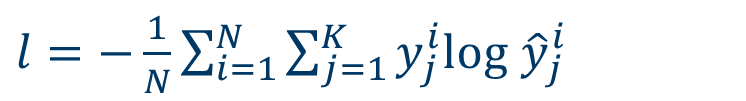 l = − 1/N ∑_{i=1}^{N} ∑_{j=1}^{K} y_j^i log ŷ_j^i